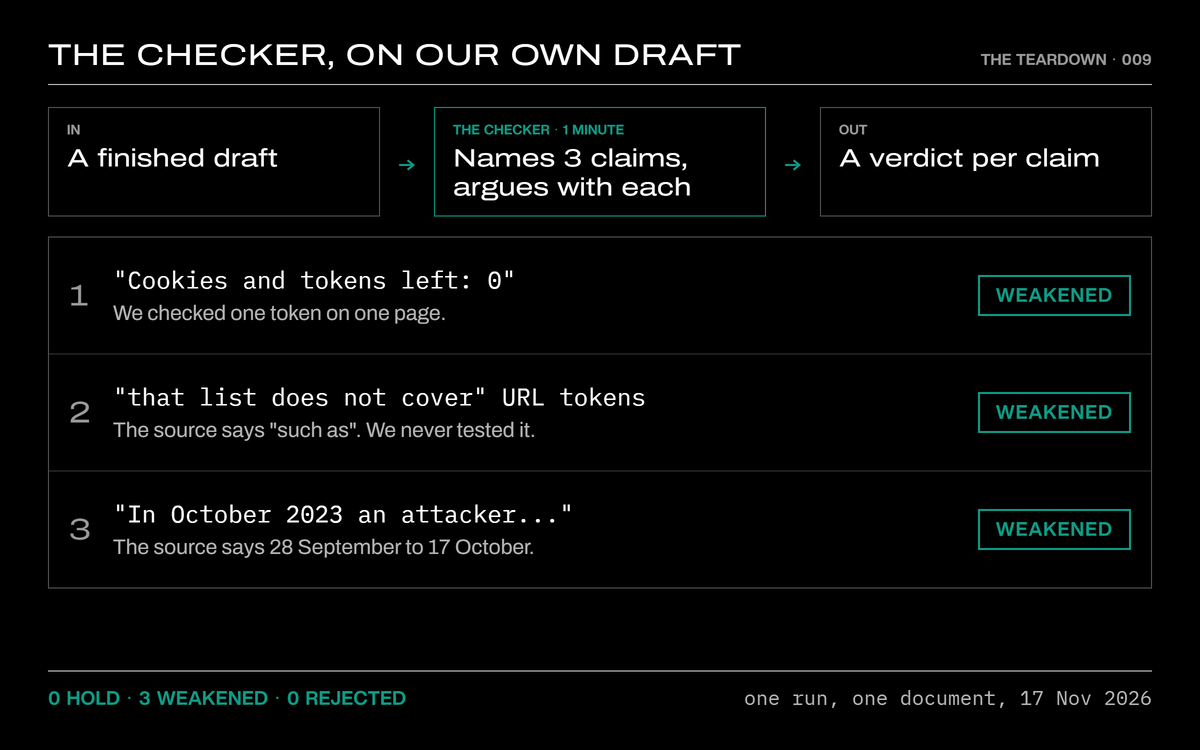 THE CHECKER, ON OUR OWN DRAFT
THE TEARDOWN · 009
IN
A finished draft
→
THE CHECKER · 1 MINUTE
Names 3 claims,
argues with each
→
OUT
A verdict per claim
1
"Cookies and tokens left: 0"
We checked one token on one page.
WEAKENED
2
"that list does not cover" URL tokens
The source says "such as". We never tested it.
WEAKENED
3
"In October 2023 an attacker..."
The source says 28 September to 17 October.
WEAKENED
0 HOLD · 3 WEAKENED · 0 REJECTED
one run, one document, 17 Nov 2026